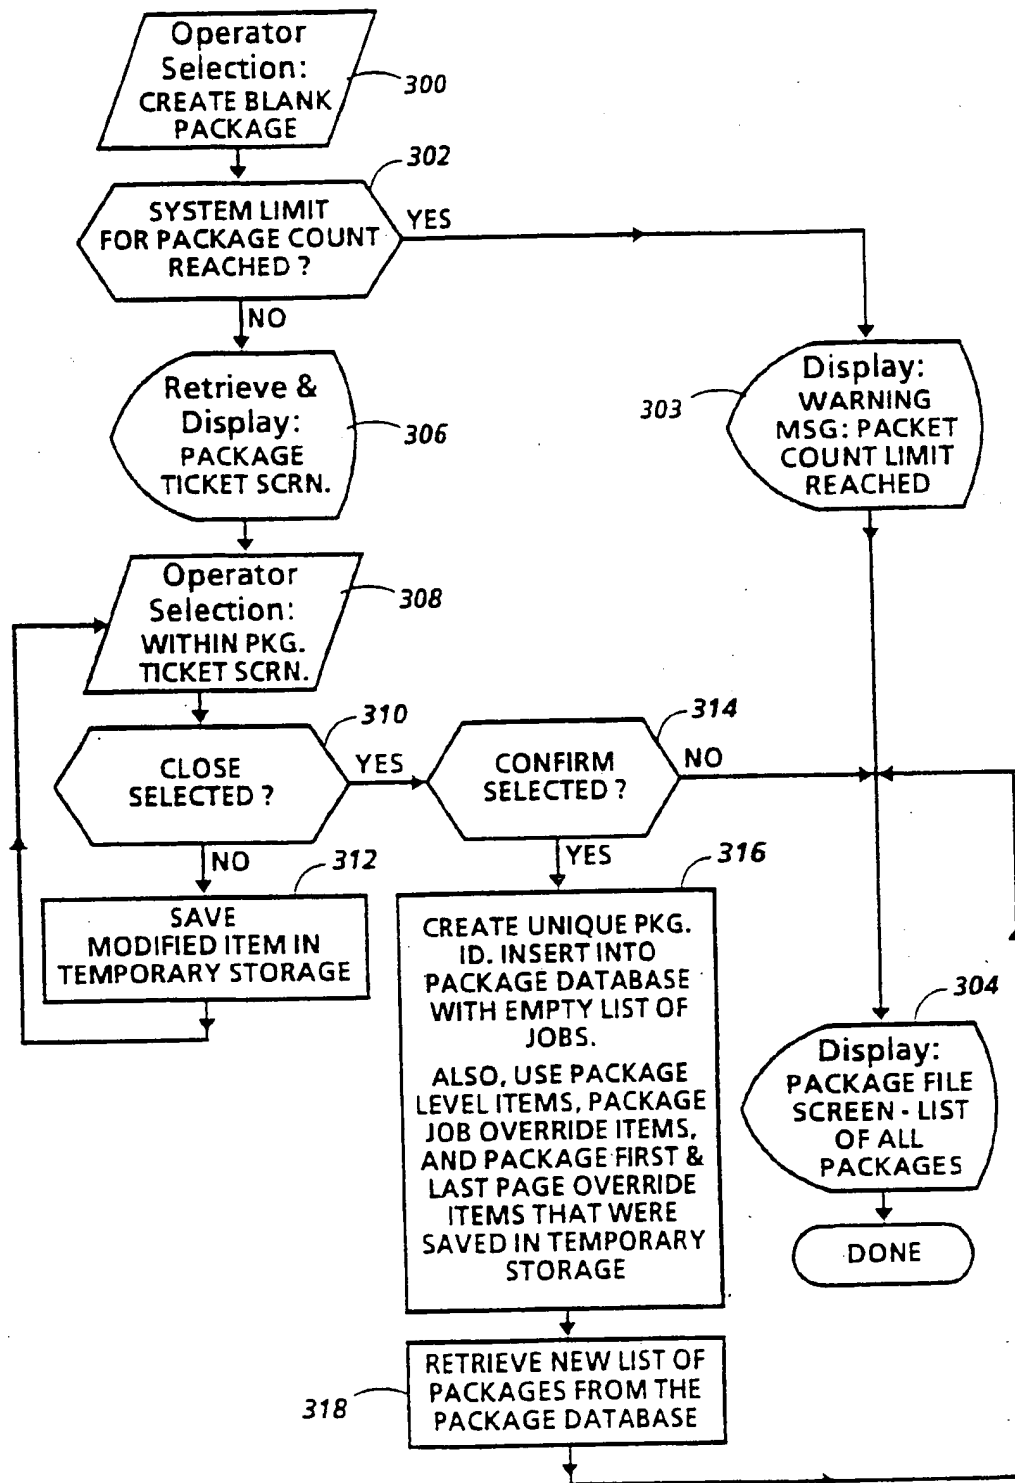 Operator
Selection:
CREATE BLANK
PACKAGE
300
302
SYSTEM LIMIT
FOR PACKAGE COUNT
REACHED ?
YES
NO
Retrieve &
Display:
PACKAGE
TICKET SCRN.
306
303
Display:
WARNING
MSG: PACKET
COUNT LIMIT
REACHED
Operator
Selection:
WITHIN PKG.
TICKET SCRN.
308
310
CLOSE
SELECTED ?
YES
NO
314
CONFIRM
SELECTED ?
NO
YES
312
SAVE
MODIFIED ITEM IN
TEMPORARY STORAGE
316
CREATE UNIQUE PKG.
ID. INSERT INTO
PACKAGE DATABASE
WITH EMPTY LIST OF
JOBS.
ALSO, USE PACKAGE
LEVEL ITEMS, PACKAGE
JOB OVERRIDE ITEMS,
AND PACKAGE FIRST &
LAST PAGE OVERRIDE
ITEMS THAT WERE
SAVED IN TEMPORARY
STORAGE
304
Display:
PACKAGE FILE
SCREEN - LIST
OF ALL
PACKAGES
DONE
318
RETRIEVE NEW LIST OF
PACKAGES FROM THE
PACKAGE DATABASE